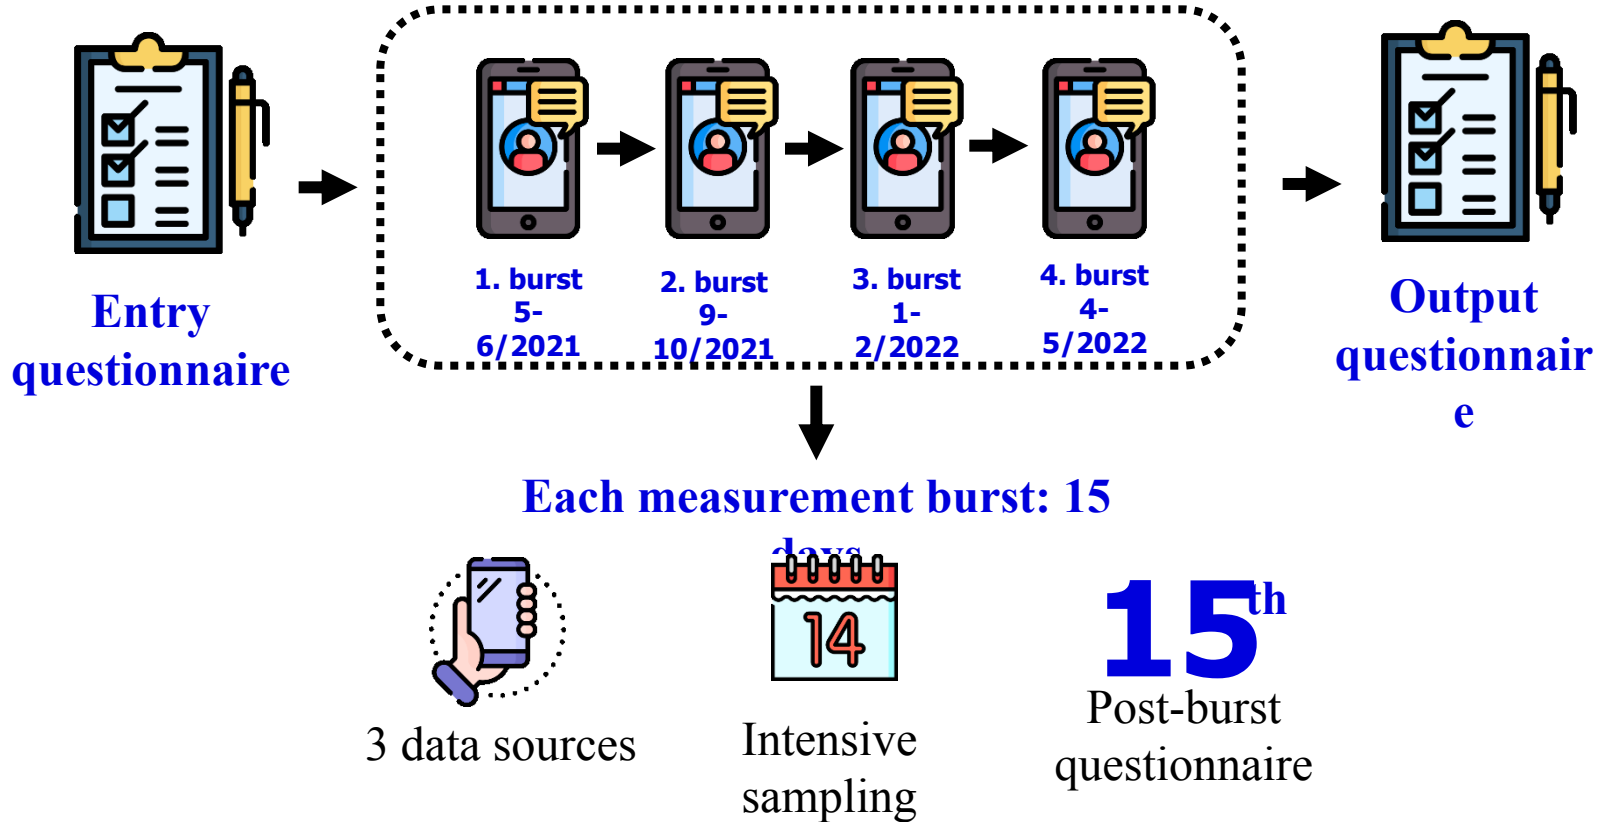 Entry
questionnaire
1. burst
5-
6/2021
2. burst
9-
10/2021
3. burst
1-
2/2022
4. burst
4-
5/2022
Output
questionnair
e
Each measurement burst: 15
days
14
15th
3 data sources
Intensive
sampling
Post-burst
questionnaire